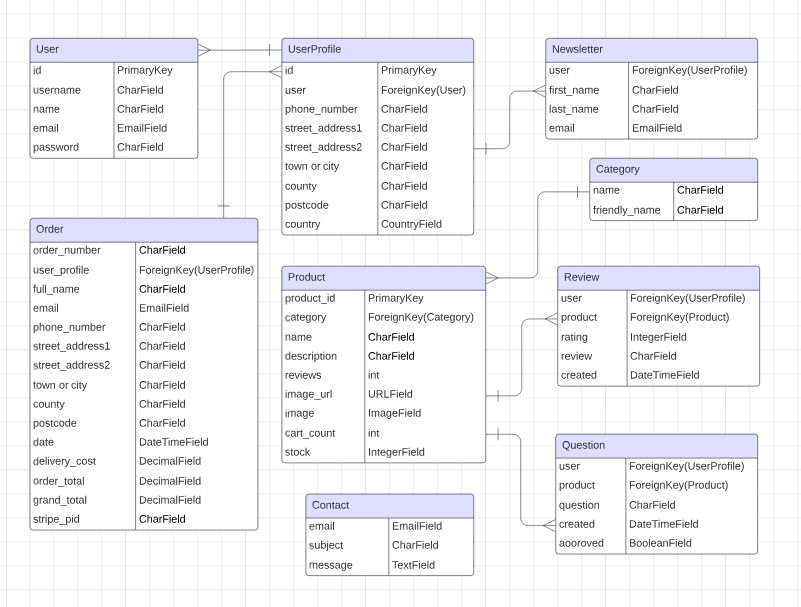 User
id PrimaryKey
username CharField
name CharField
email EmailField
password CharField
UserProfile
id PrimaryKey
user ForeignKey(User)
phone_number CharField
street_address1 CharField
street_address2 CharField
town or city CharField
county CharField
postcode CharField
country CountryField
Newsletter
user ForeignKey(UserProfile)
first_name CharField
last_name CharField
email EmailField
Category
name CharField
friendly_name CharField
Order
order_number CharField
user_profile ForeignKey(UserProfile)
full_name CharField
email EmailField
phone_number CharField
street_address1 CharField
street_address2 CharField
town or city CharField
county CharField
postcode CharField
date DateTimeField
delivery_cost DecimalField
order_total DecimalField
grand_total DecimalField
stripe_pid CharField
Product
product_id PrimaryKey
category ForeignKey(Category)
name CharField
description CharField
reviews int
image_url URLField
image ImageField
cart_count int
stock IntegerField
Review
user ForeignKey(UserProfile)
product ForeignKey(Product)
rating IntegerField
review CharField
created DateTimeField
Question
user ForeignKey(UserProfile)
product ForeignKey(Product)
question CharField
created DateTimeField
aooroved BooleanField
Contact
email EmailField
subject CharField
message TextField